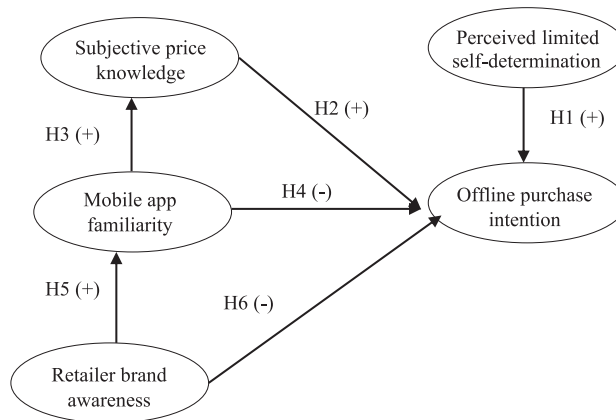 Subjective price
knowledge
Perceived limited
self-determination
H3 (+)
H2 (+)
H1 (+)
Mobile app
familiarity
H4 (-)
Offline purchase
intention
H5 (+)
H6 (-)
Retailer brand
awareness